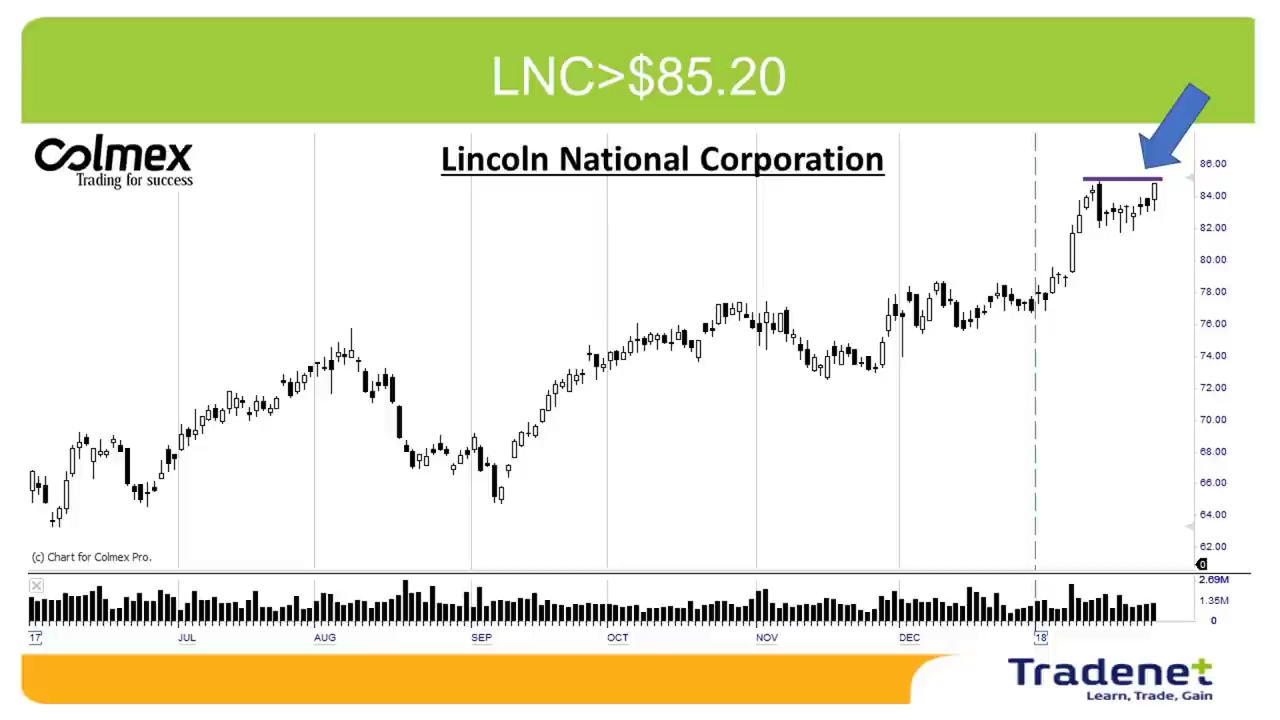 LNC>$85.20
Colmex
Trading for success
Lincoln National Corporation
86.00
84.00
82.00
80.00
78.00
76.00
74.00
72.00
70.00
68.00
66.00
64.00
62.00
(c) Chart for Colmex Pro.
0
2.69M
1.35M
0
17 JUL AUG SEP OCT NOV DEC 18
Tradenet
Learn, Trade, Gain